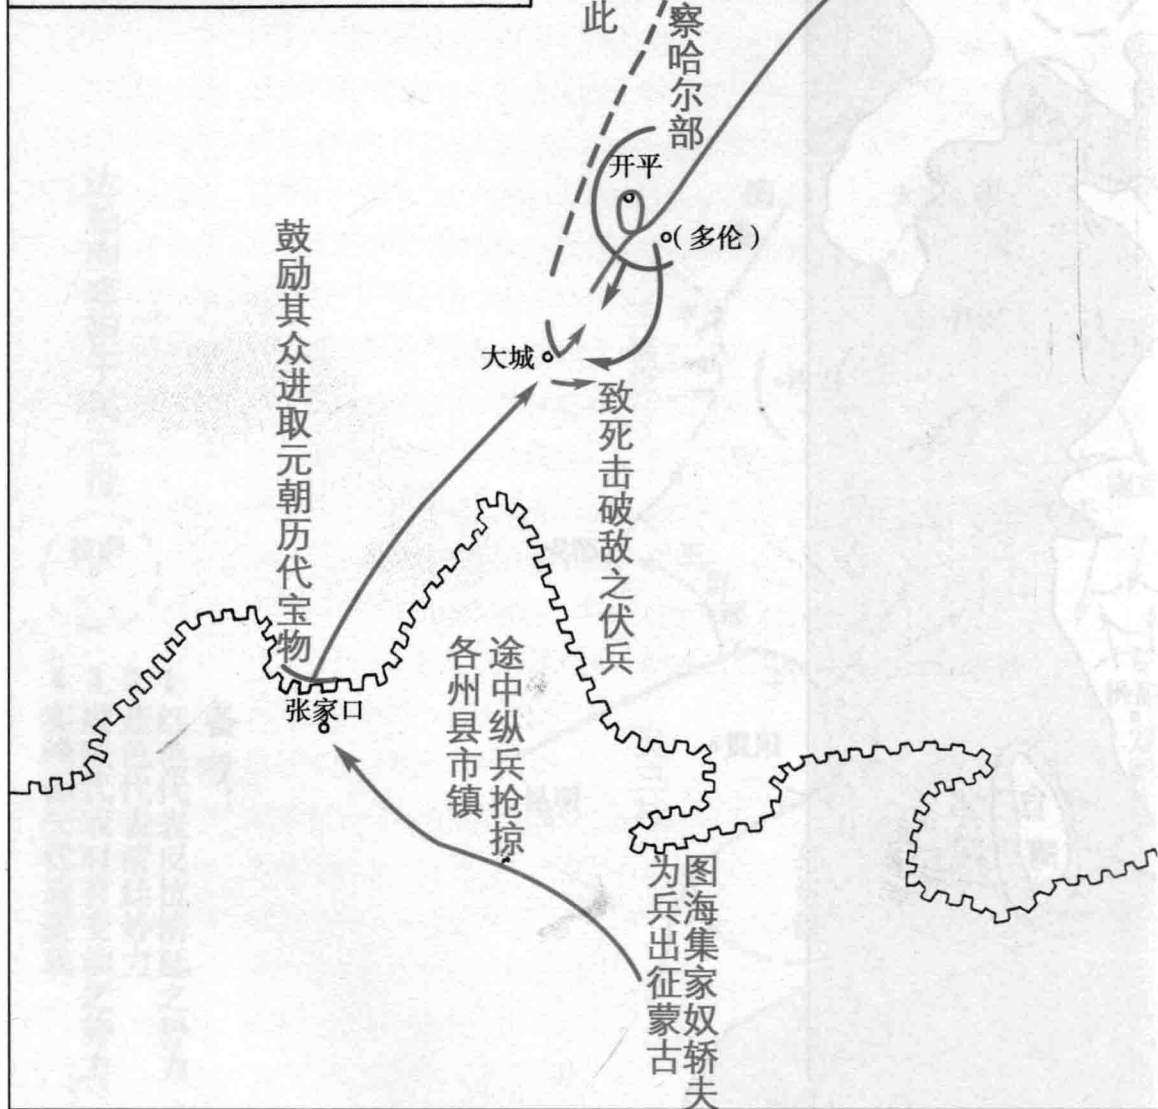 此
察哈尔部
开平
（多伦）
大城
鼓励其众进取元朝历代宝物
致死击破敌之伏兵
张家口
途中纵兵抢掠
各州县市镇
图海集家奴轿夫
为兵出征蒙古